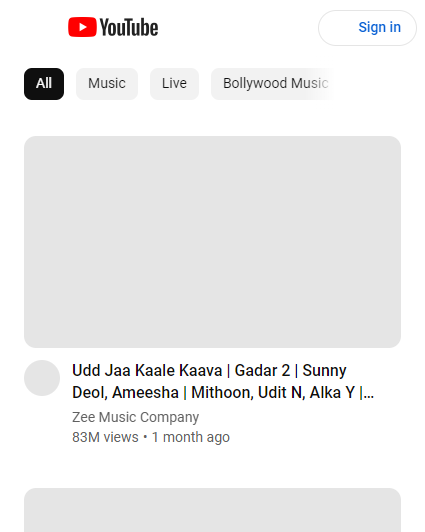 YouTube
Sign in
All
Music
Live
Bollywood Music
Udd Jaa Kaale Kaava | Gadar 2 | Sunny
Deol, Ameesha | Mithoon, Udit N, Alka Y |...
Zee Music Company
83M views • 1 month ago